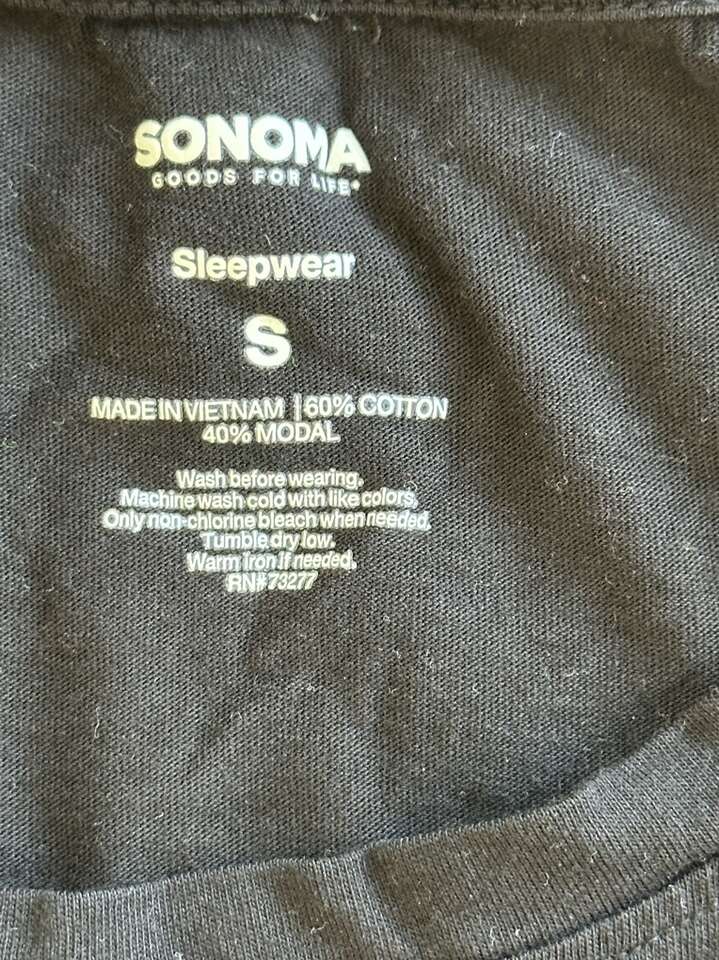 SONOMA
GOODS FOR LIFE
Sleepwear
S
MADE IN VIETNAM | 60% COTTON
40% MODAL
Wash before wearing.
Machine wash cold with like colors.
Only non-chlorine bleach when needed.
Tumble dry low.
Warm iron if needed.
RN# 73277